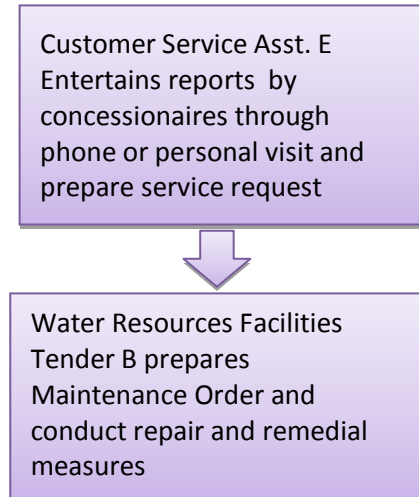 Customer Service Asst. E
Entertains reports  by
concessionaires through
phone or personal visit and
prepare service request
Water Resources Facilities
Tender B prepares
Maintenance Order and
conduct repair and remedial
measures